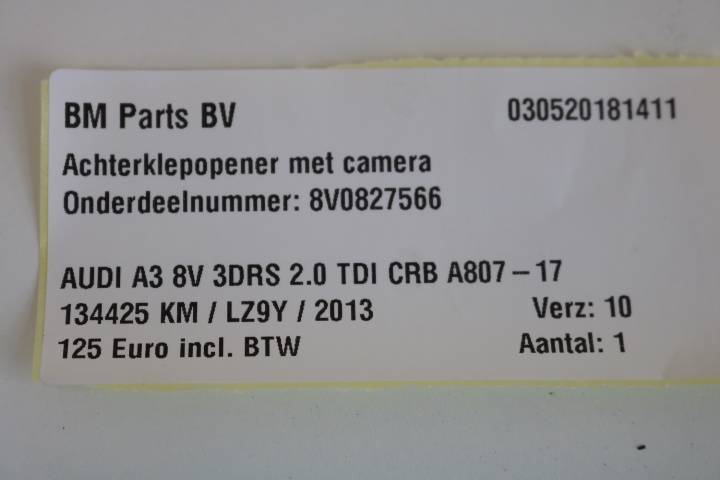 BM Parts BV 030520181411
Achterklepopener met camera
Onderdeelnummer: 8V0827566
AUDI A3 8V 3DRS 2.0 TDI CRB A807 – 17
134425 KM / LZ9Y / 2013 Verz: 10
125 Euro incl. BTW Aantal: 1